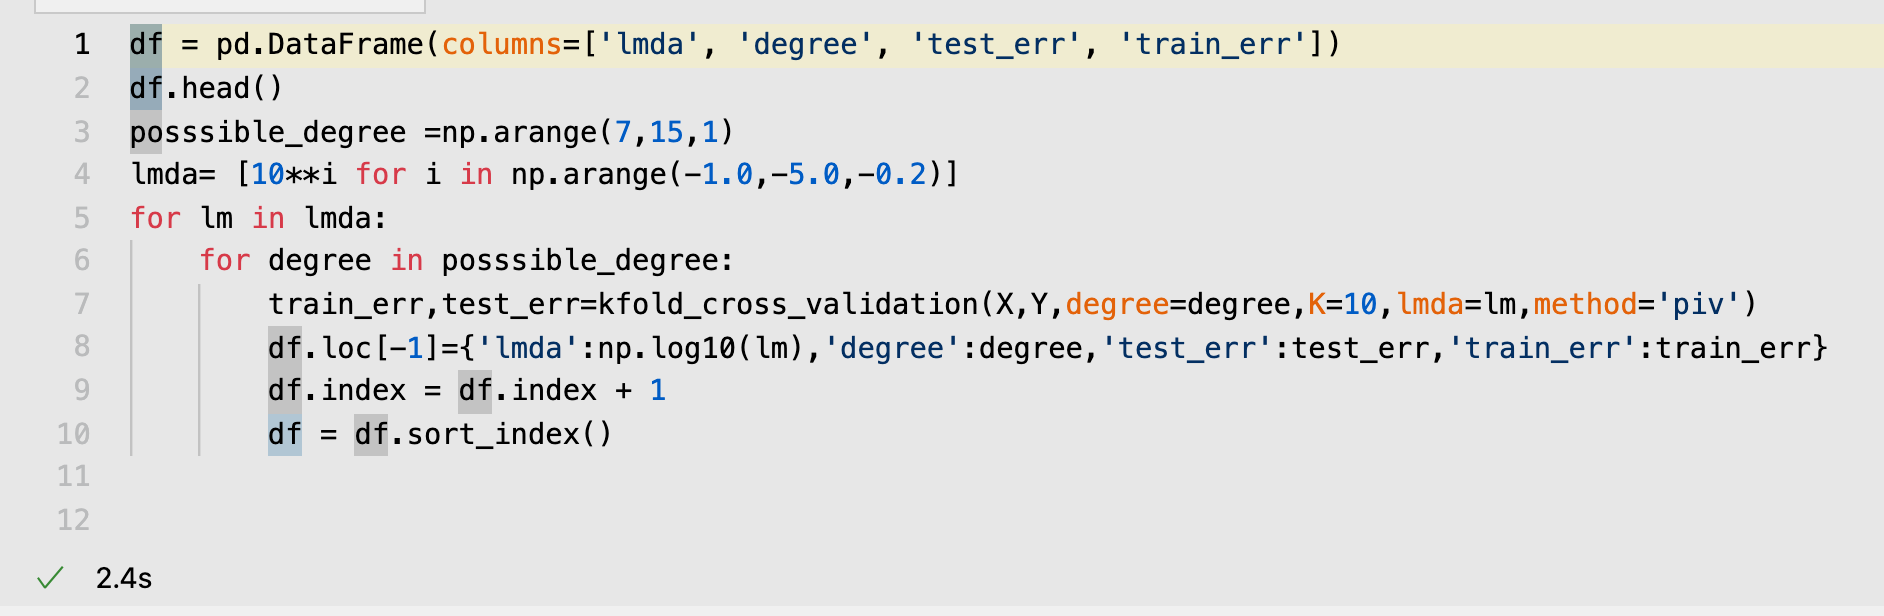 1 df = pd.DataFrame(columns=['lmda', 'degree', 'test_err', 'train_err'])
2 df.head()
3 posssible_degree =np.arange(7,15,1)
4 lmda= [10**i for i in np.arange(-1.0,-5.0,-0.2)]
5 for lm in lmda:
6     for degree in posssible_degree:
7         train_err,test_err=kfold_cross_validation(X,Y,degree=degree,K=10,lmda=lm,method='piv')
8         df.loc[-1]={'lmda':np.log10(lm),'degree':degree,'test_err':test_err,'train_err':train_err}
9         df.index = df.index + 1
10         df = df.sort_index()
11
12
✓ 2.4s